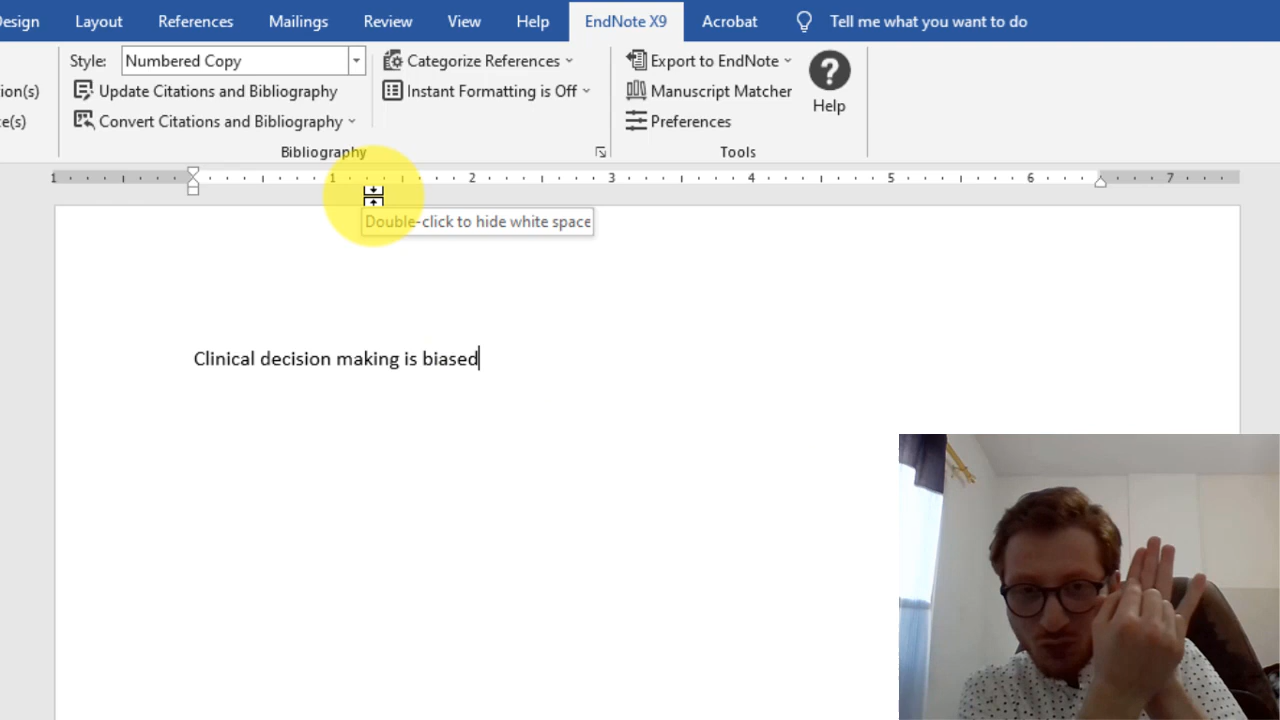 Design Layout References Mailings Review View Help EndNote X9 Acrobat Tell me what you want to do
ion(s) Style: Numbered Copy Categorize References Export to EndNote
Update Citations and Bibliography Instant Formatting is Off Manuscript Matcher Help
e(s) Convert Citations and Bibliography Preferences
Bibliography Tools
1 1 2 3 4 5 6 7
Double-click to hide white space
Clinical decision making is biased